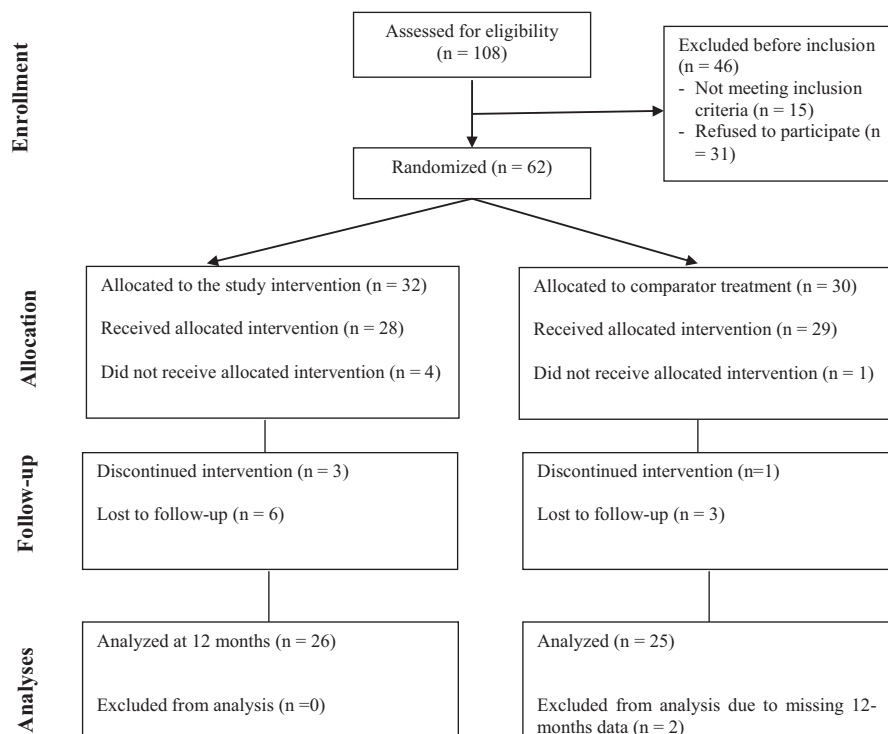 Enrollment
Assessed for eligibility
(n = 108)
Excluded before inclusion
(n = 46)
- Not meeting inclusion
criteria (n = 15)
- Refused to participate (n
= 31)
Randomized (n = 62)
Allocation
Allocated to the study intervention (n = 32)
Received allocated intervention (n = 28)
Did not receive allocated intervention (n = 4)
Allocated to comparator treatment (n = 30)
Received allocated intervention (n = 29)
Did not receive allocated intervention (n = 1)
Follow-up
Discontinued intervention (n = 3)
Lost to follow-up (n = 6)
Discontinued intervention (n=1)
Lost to follow-up (n = 3)
Analyses
Analyzed at 12 months (n = 26)
Excluded from analysis (n =0)
Analyzed (n = 25)
Excluded from analysis due to missing 12-
months data (n = 2)